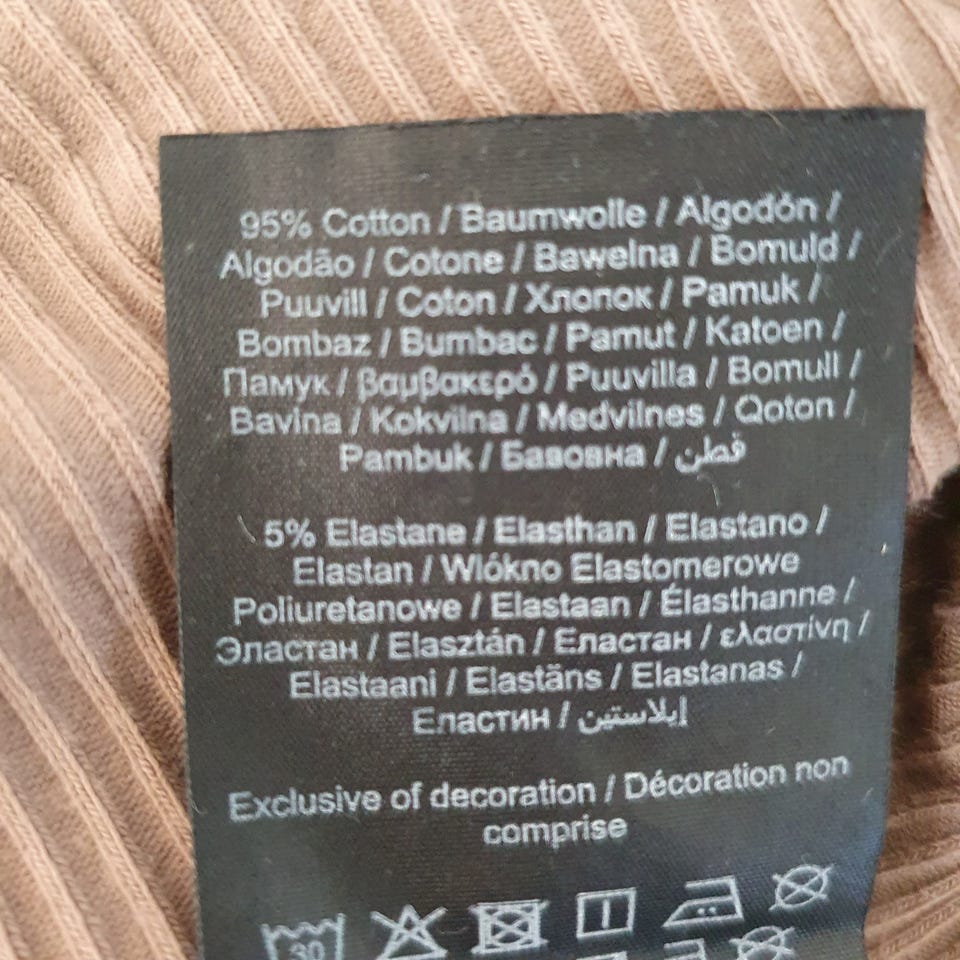 95% Cotton / Baumwolle / Algodón /
Algodão / Cotone / Bawełna / Bomuld /
Puuvill / Coton / Хлопок / Pamuk /
Bombaz / Bumbac / Pamut / Katoen /
Памук / βαμβακερό / Puuvilla / Bomull /
Bavlna / Kokvilna / Medvilnes / Qoton /
Pambuk / Бавовна / قطن
5% Elastane / Elasthan / Elastano /
Elastan / Włókno Elastomerowe
Poliuretanowe / Elastaan / Élasthanne /
Эластан / Elasztán / Еластан / ελαστίνη /
Elastaani / Elastāns / Elastanas /
Еластин / إيلاستين
Exclusive of decoration / Décoration non
comprise
30